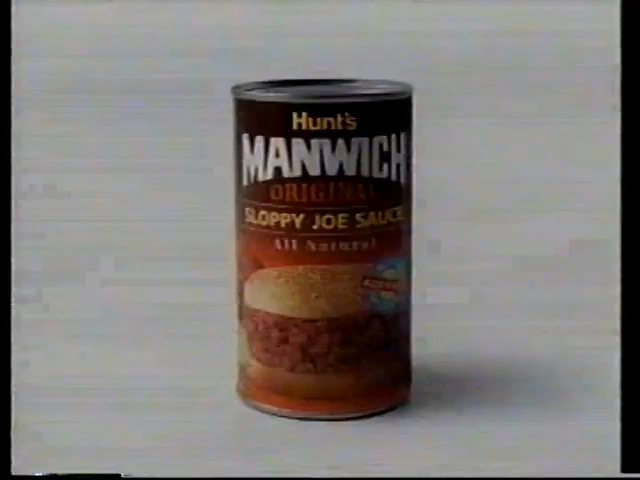 Hunt's
MANWICH
ORIGINAL
SLOPPY JOE SAUCE
All Natural